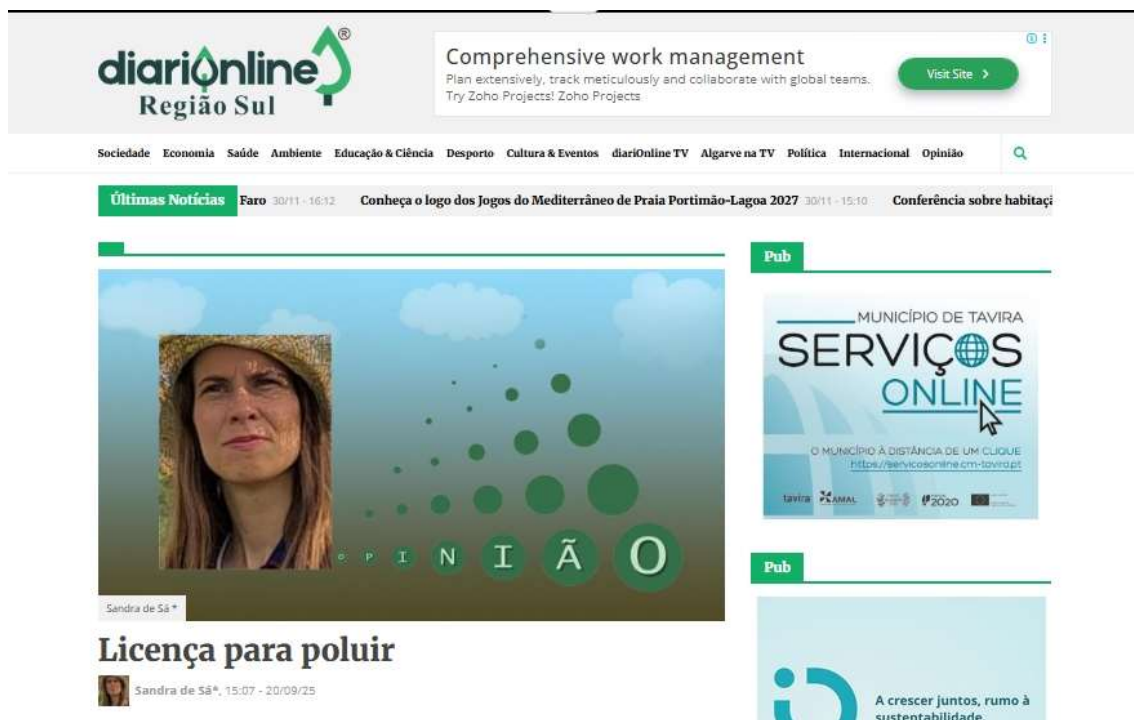 diariOnline®
Região Sul
Comprehensive work management
Plan extensively, track meticulously and collaborate with global teams.
Try Zoho Projects! Zoho Projects
Visit Site
Sociedade Economia Saúde Ambiente Educação & Ciência Desporto Cultura & Eventos diariOnline TV Algarve na TV Política Internacional Opinião
Últimas Notícias Faro 30/11 - 16:12 Conheça o logo dos Jogos do Mediterrâneo de Praia Portimão-Lagoa 2027 30/11 - 15:10 Conferência sobre habitaçã
Pub
MUNICÍPIO DE TAVIRA
SERVIÇOS
ONLINE
O MUNICÍPIO À DISTÂNCIA DE UM CLIQUE
https://servicosonline.cm-tavira.pt
tavira AMAL 2020
OPINIÃO
Sandra de Sá *
Pub
Licença para poluir
Sandra de Sá*, 15:07 - 20/09/25
A crescer juntos, rumo à
sustentabilidade